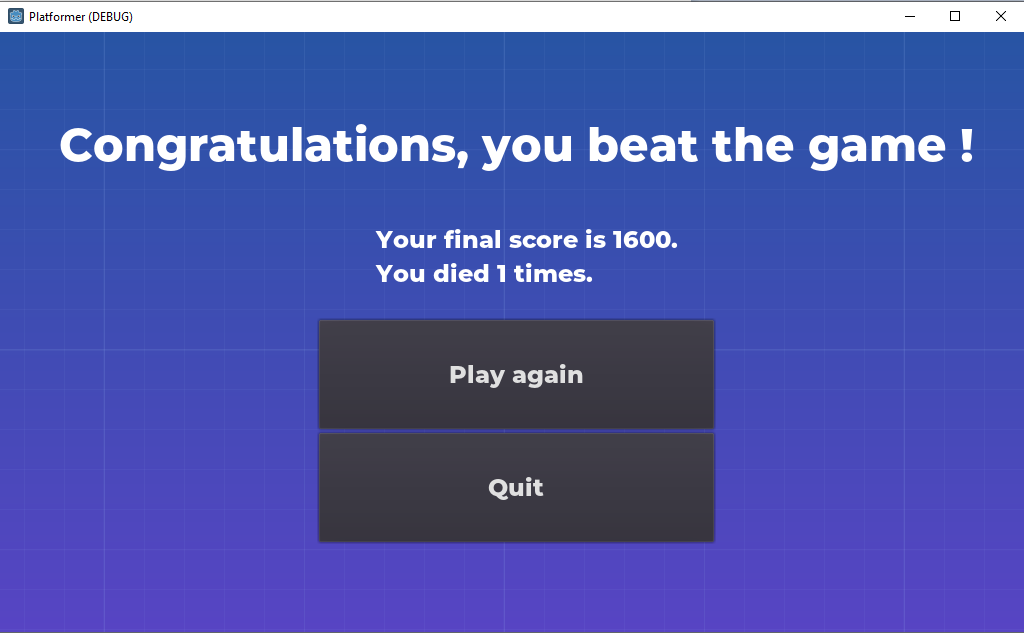 Platformer (DEBUG)
Congratulations, you beat the game !
Your final score is 1600.
You died 1 times.
Play again
Quit